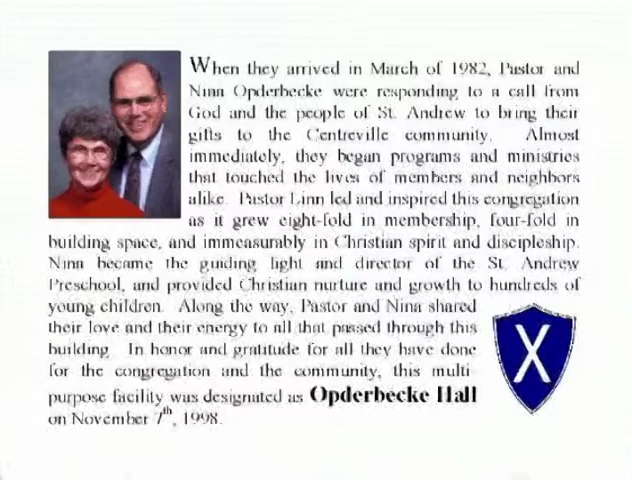 When they arrived in March of 1982, Pastor and
Nina Opderbecke were responding to a call from
God and the people of St. Andrew to bring their
gifts to the Centreville community. Almost
immediately, they began programs and ministries
that touched the lives of members and neighbors
alike. Pastor Linn led and inspired this congregation
as it grew eight-fold in membership, four-fold in
building space, and immeasurably in Christian spirit and discipleship.
Nina became the guiding light and director of the St. Andrew
Preschool, and provided Christian nurture and growth to hundreds of
young children. Along the way, Pastor and Nina shared
their love and their energy to all that passed through this
building. In honor and gratitude for all they have done
for the congregation and the community, this multi-
purpose facility was designated as Opderbecke Hall
on November 7th, 1998.